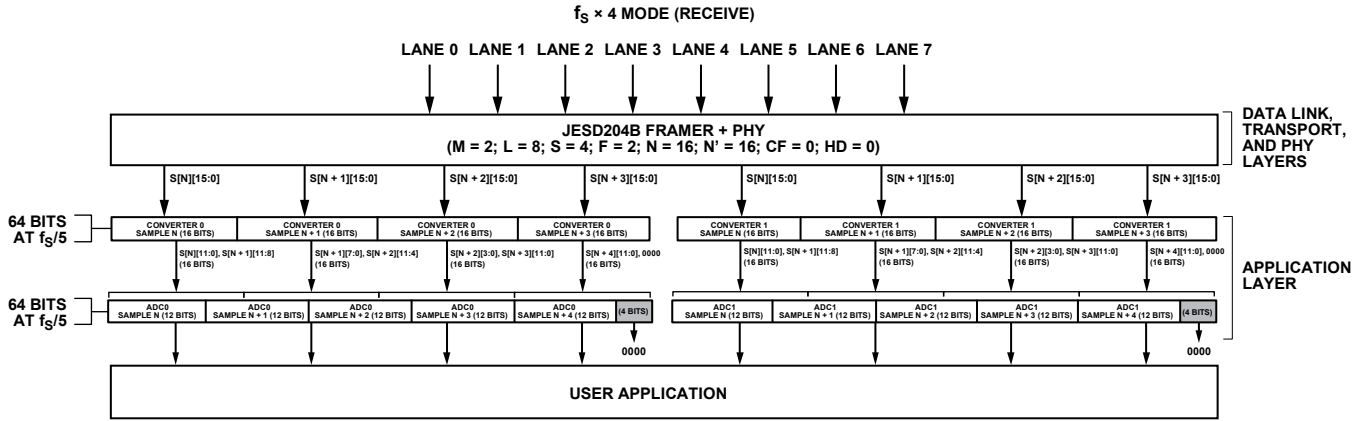 fS × 4 MODE (RECEIVE)
LANE 0 LANE 1 LANE 2 LANE 3 LANE 4 LANE 5 LANE 6 LANE 7
JESD204B FRAMER + PHY
(M = 2; L = 8; S = 4; F = 2; N = 16; N' = 16; CF = 0; HD = 0)
DATA LINK,
TRANSPORT,
AND PHY
LAYERS
S[N][15:0] S[N + 1][15:0] S[N + 2][15:0] S[N + 3][15:0] S[N][15:0] S[N + 1][15:0] S[N + 2][15:0] S[N + 3][15:0]
64 BITS
AT fS/5
CONVERTER 0 CONVERTER 0 CONVERTER 0 CONVERTER 0 CONVERTER 1 CONVERTER 1 CONVERTER 1 CONVERTER 1
SAMPLE N (16 BITS) SAMPLE N + 1 (16 BITS) SAMPLE N + 2 (16 BITS) SAMPLE N + 3 (16 BITS) SAMPLE N (16 BITS) SAMPLE N + 1 (16 BITS) SAMPLE N + 2 (16 BITS) SAMPLE N + 3 (16 BITS)
S[N][11:0], S[N + 1][11:8] S[N + 1][7:0], S[N + 2][11:4] S[N + 2][3:0], S[N + 3][11:0] S[N + 4][11:0], 0000 S[N][11:0], S[N + 1][11:8] S[N + 1][7:0], S[N + 2][11:4] S[N + 2][3:0], S[N + 3][11:0] S[N + 4][11:0], 0000
(16 BITS) (16 BITS) (16 BITS) (16 BITS) (16 BITS) (16 BITS) (16 BITS) (16 BITS)
APPLICATION
LAYER
64 BITS
AT fS/5
ADC0 ADC0 ADC0 ADC0 ADC0 ADC1 ADC1 ADC1 ADC1 ADC1
SAMPLE N (12 BITS) SAMPLE N + 1 (12 BITS) SAMPLE N + 2 (12 BITS) SAMPLE N + 3 (12 BITS) SAMPLE N + 4 (12 BITS) (4 BITS) SAMPLE N (12 BITS) SAMPLE N + 1 (12 BITS) SAMPLE N + 2 (12 BITS) SAMPLE N + 3 (12 BITS) SAMPLE N + 4 (12 BITS) (4 BITS)
0000 0000
USER APPLICATION